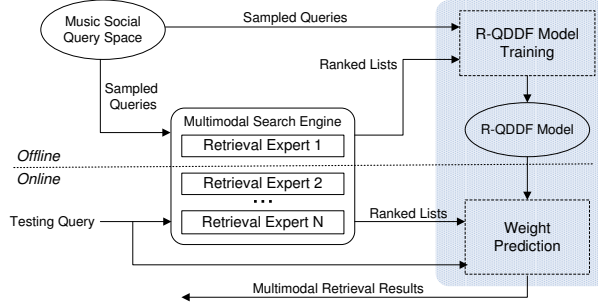 Music Social
Query Space
Sampled Queries
R-QDDF Model
Training
Ranked Lists
Sampled
Queries
Multimodal Search Engine
Retrieval Expert 1
R-QDDF Model
Offline
Online
Retrieval Expert 2
...
Testing Query
Retrieval Expert N
Ranked Lists
Weight
Prediction
Multimodal Retrieval Results